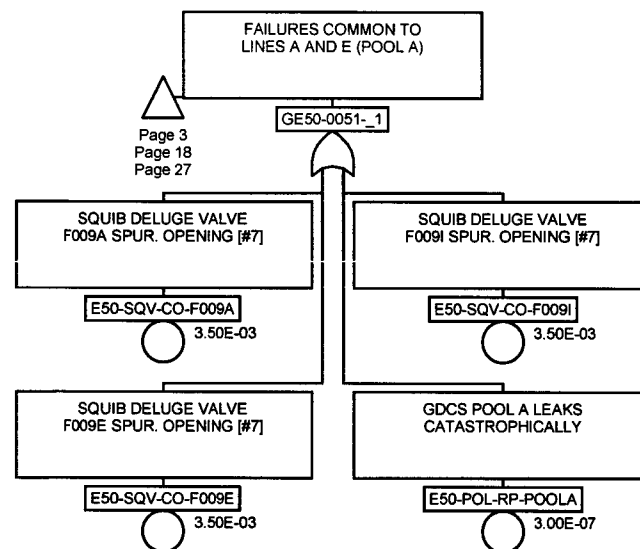 FAILURES COMMON TO
LINES A AND E (POOL A)
GE50-0051-_1
Page 3
Page 18
Page 27
SQUIB DELUGE VALVE
F009A SPUR. OPENING [#7]
E50-SQV-CO-F009A
3.50E-03
SQUIB DELUGE VALVE
F009I SPUR. OPENING [#7]
E50-SQV-CO-F009I
3.50E-03
SQUIB DELUGE VALVE
F009E SPUR. OPENING [#7]
E50-SQV-CO-F009E
3.50E-03
GDCS POOL A LEAKS
CATASTROPHICALLY
E50-POL-RP-POOLA
3.00E-07